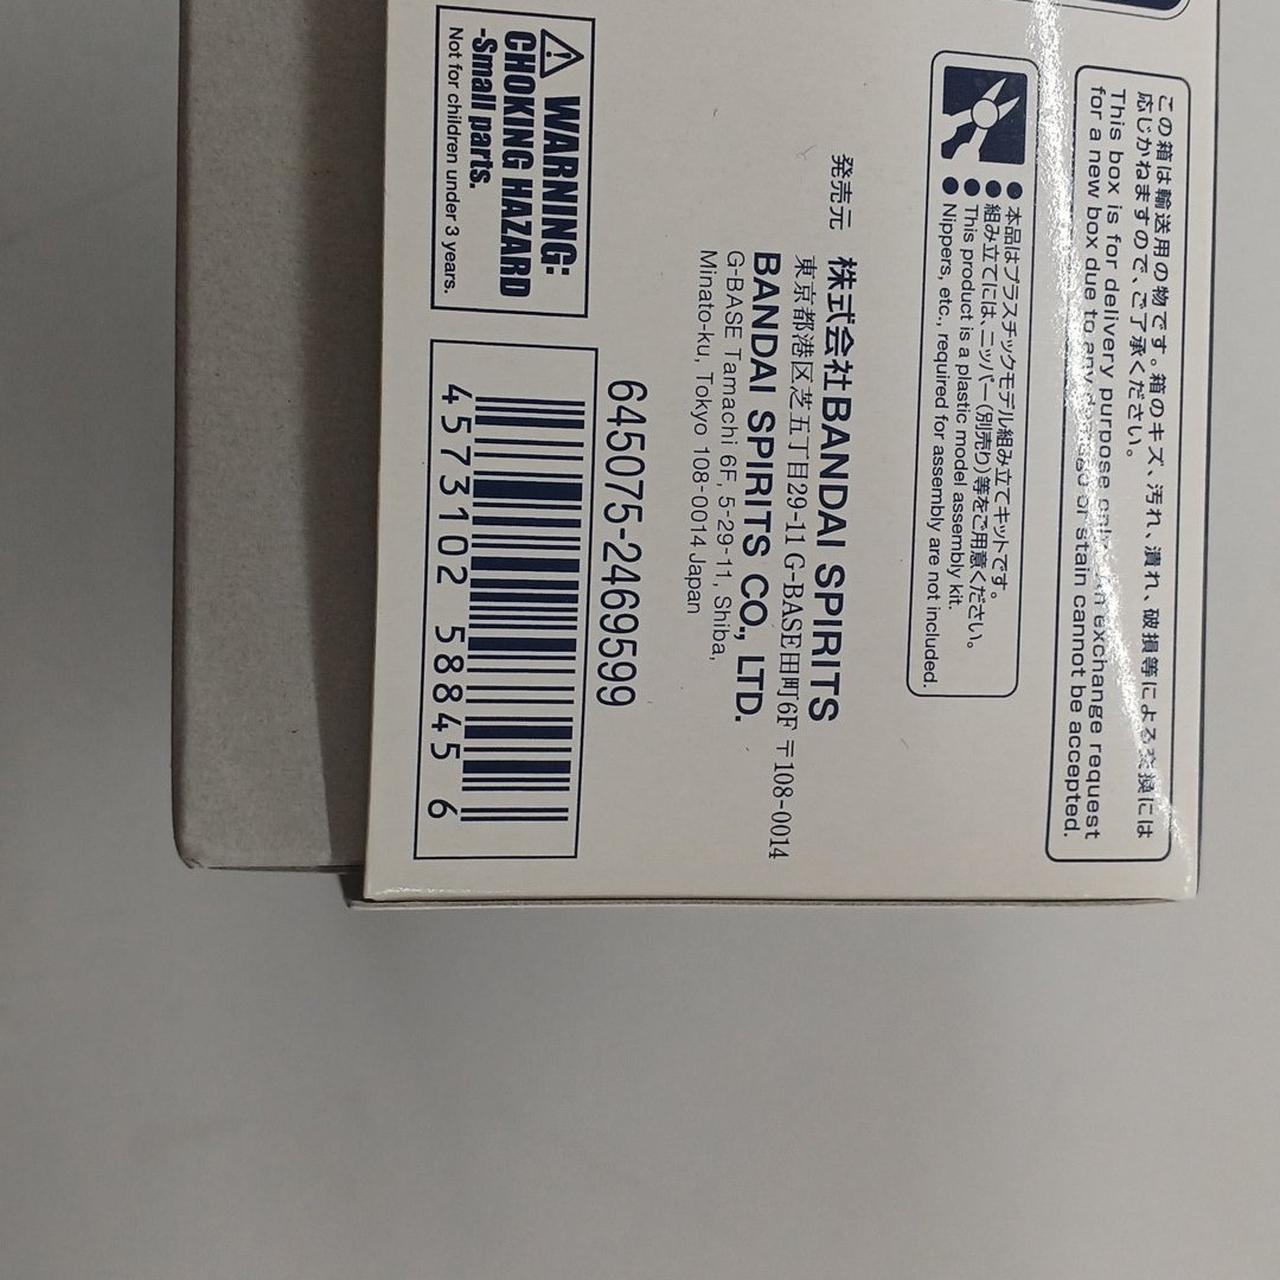 この箱は輸送用の物です。箱のキズ、汚れ、潰れ、破損等による交換には
応じかねますので、ご了承ください。
This box is for delivery purpose only. An exchange request
for a new box due to any damaged or stain cannot be accepted.
● 本品はプラスチックモデル組み立てキットです。
● 組み立てには、ニッパー(別売り)等をご用意ください。
● This product is a plastic model assembly kit.
● Nippers, etc., required for assembly are not included.
発売元 株式会社BANDAI SPIRITS
東京都港区芝五丁目29-11 G-BASE田町6F 〒108-0014
BANDAI SPIRITS CO., LTD.
G-BASE Tamachi 6F, 5-29-11, Shiba,
Minato-ku, Tokyo 108-0014 Japan
WARNING:
CHOKING HAZARD
-Small parts.
Not for children under 3 years.
645075-2469599
4573102 588456